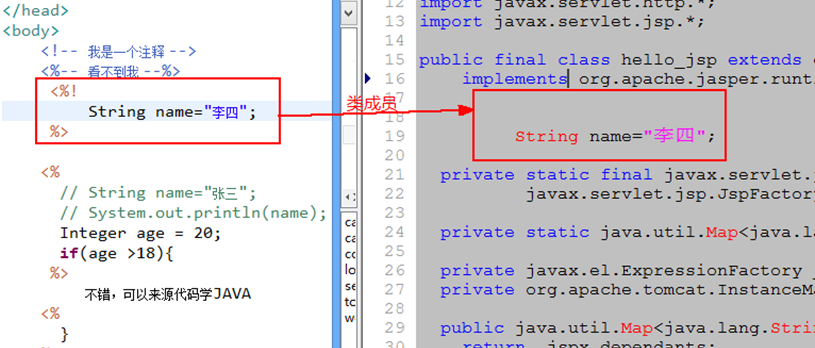 </head>
<body>
<!-- 我是一个注释 -->
<%-- 看不到我 --%>
<%!
String name="李四";
%>
<%
// String name="张三";
// System.out.println(name);
Integer age = 20;
if(age >18){
%>
不错，可以来源代码学JAVA
<%
}
类成员
ca
ca
co
lo
se
to
w
12 import javax.servlet.http.*;
13 import javax.servlet.jsp.*;
14
15 public final class hello_jsp extends
16 implements org.apache.jasper.runt
17
18
19 String name="李四";
20
21 private static final javax.servlet.j
22 javax.servlet.jsp.JspFactory
23
24 private static java.util.Map<java.la
25
26 private javax.el.ExpressionFactory
27 private org.apache.tomcat.InstanceMa
28
29 public java.util.Map<java.lang.Strin
30 return _jspx_dependants;